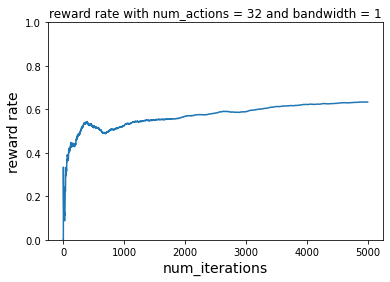 reward rate with num_actions = 32 and bandwidth = 1
1.0
0.8
0.6
0.4
0.2
0.0
reward rate
0 1000 2000 3000 4000 5000
num_iterations